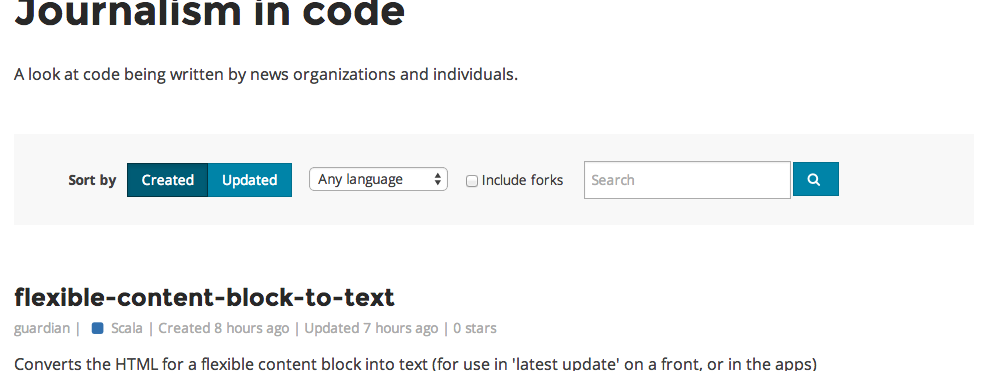 Journalism in code
A look at code being written by news organizations and individuals.
Sort by Created Updated Any language Include forks Search
flexible-content-block-to-text
guardian | Scala | Created 8 hours ago | Updated 7 hours ago | 0 stars
Converts the HTML for a flexible content block into text (for use in 'latest update' on a front, or in the apps)